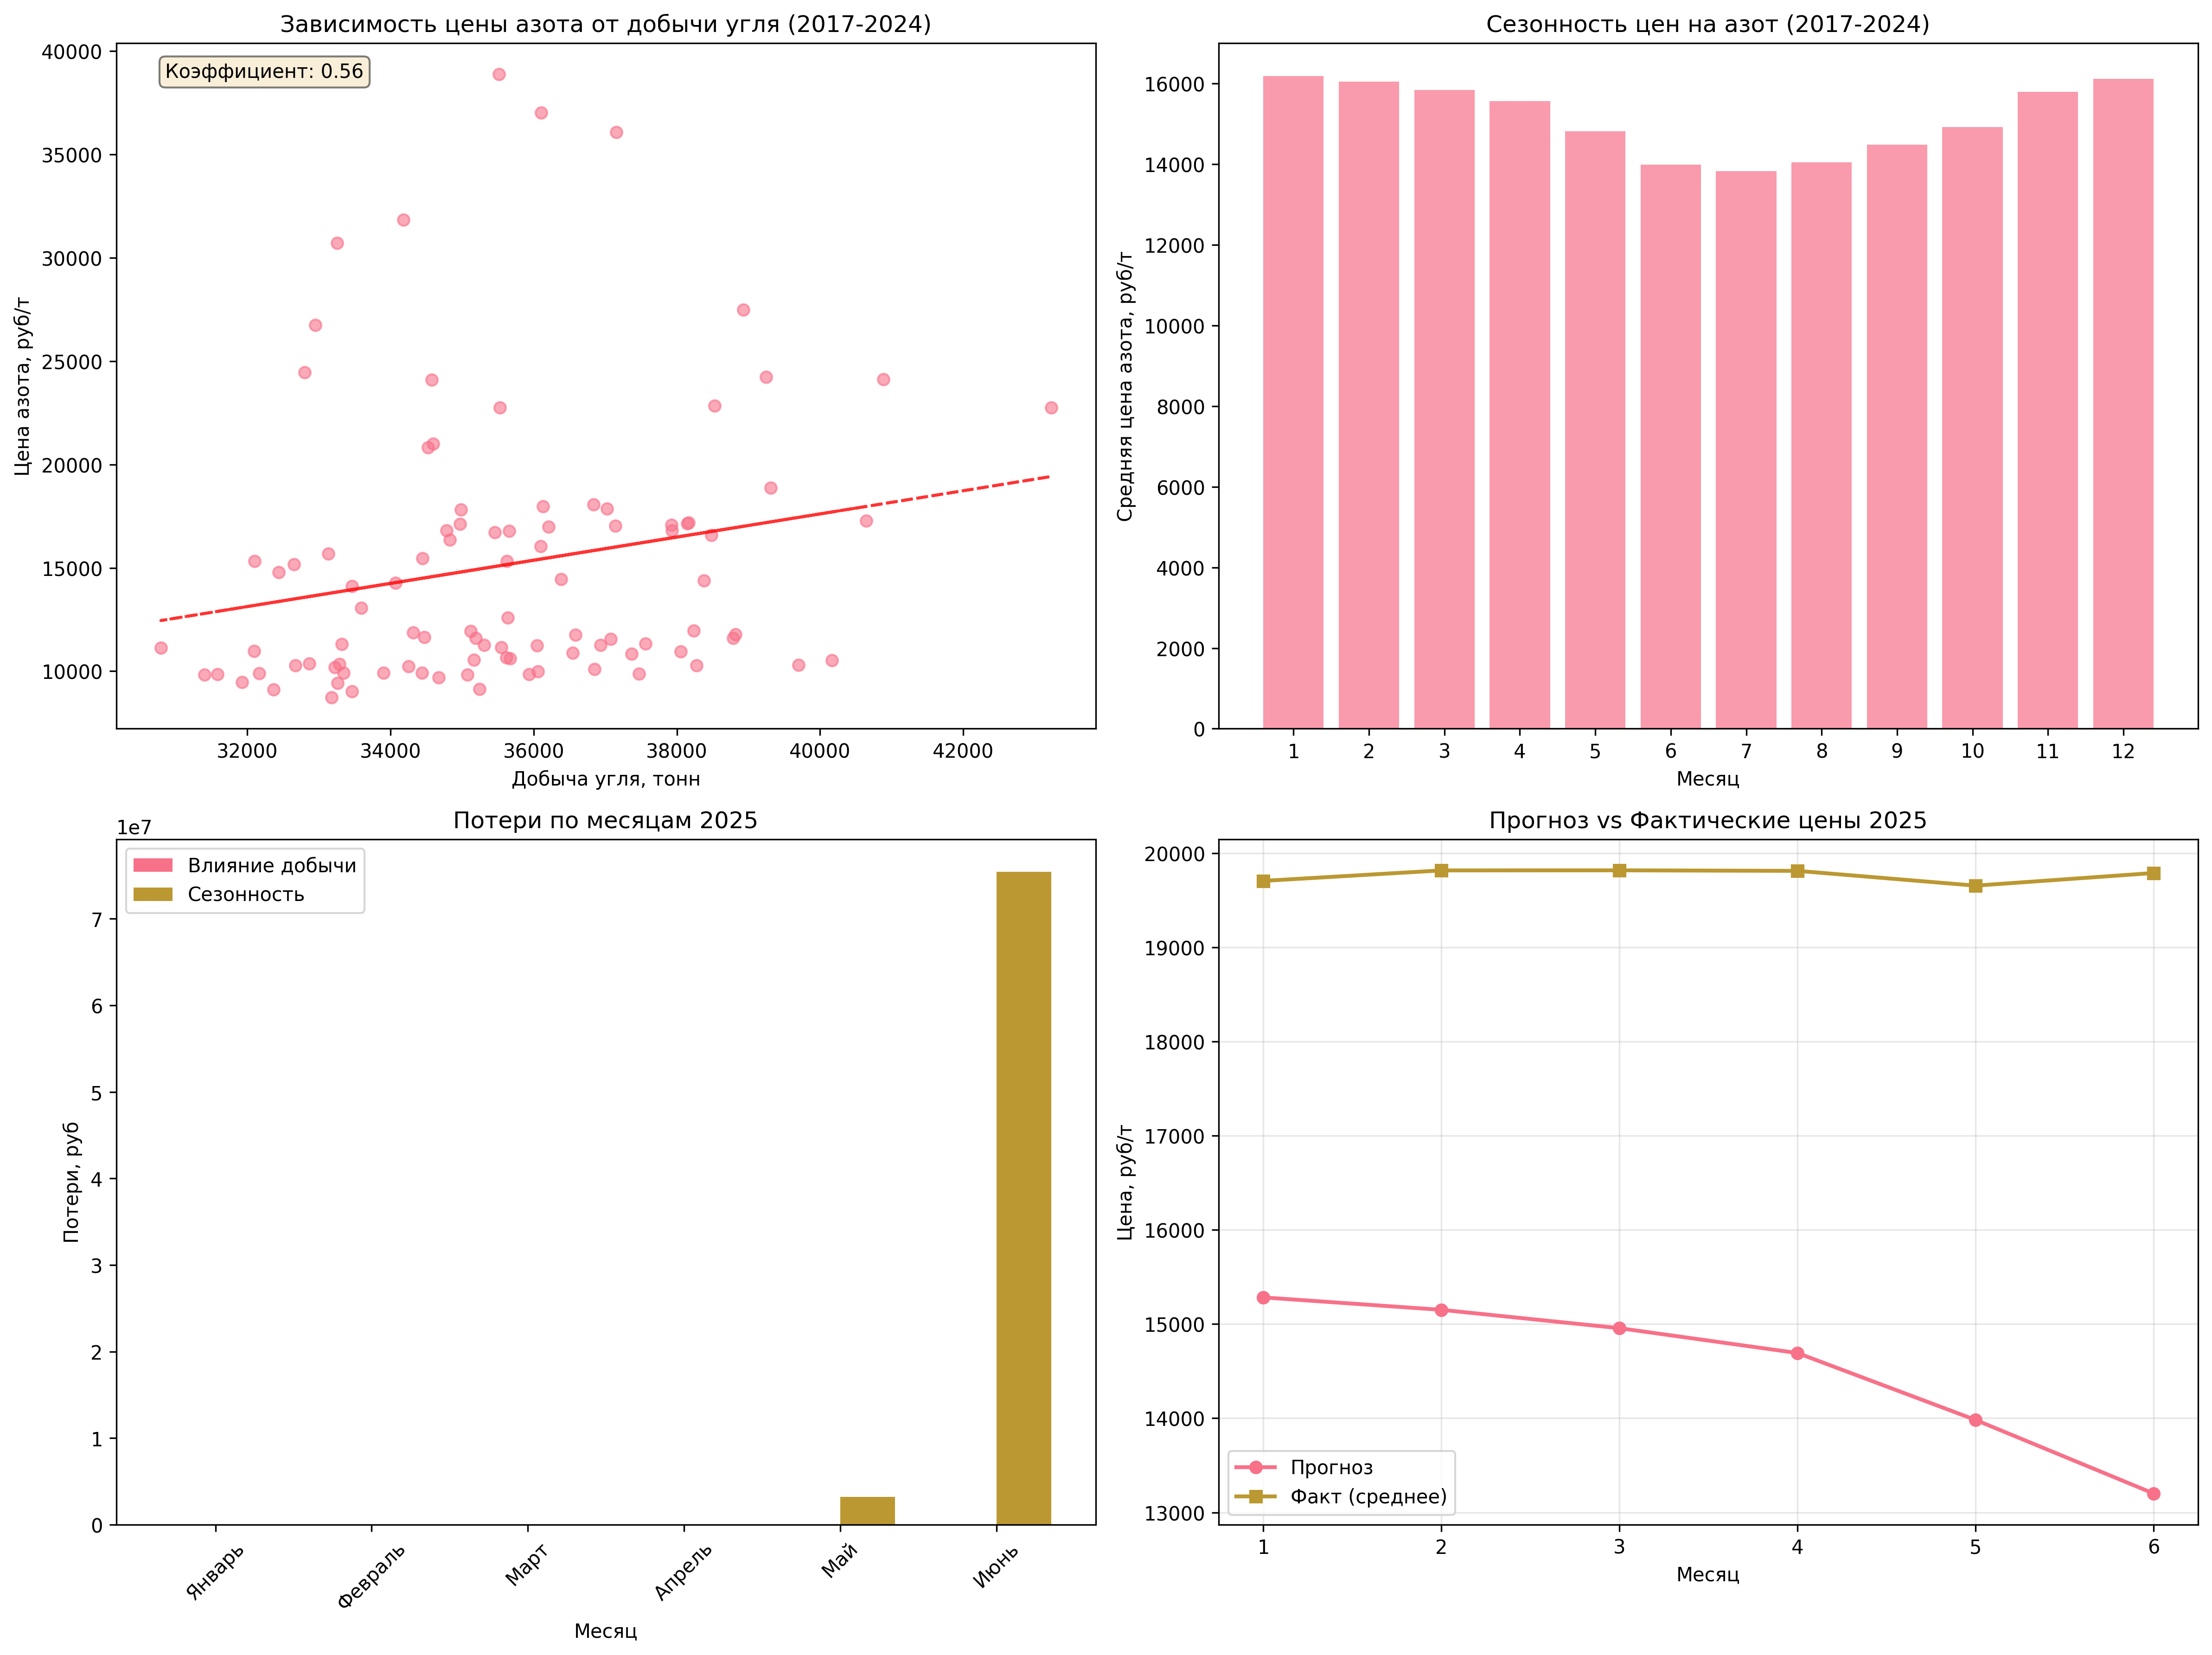 Зависимость цены азота от добычи угля (2017-2024)
Коэффициент: 0.56
Цена азота, руб/т
40000
35000
30000
25000
20000
15000
10000
32000 34000 36000 38000 40000 42000
Добыча угля, тонн
Сезонность цен на азот (2017-2024)
Средняя цена азота, руб/т
16000
14000
12000
10000
8000
6000
4000
2000
0
1 2 3 4 5 6 7 8 9 10 11 12
Месяц
Потери по месяцам 2025
1e7
Влияние добычи
Сезонность
Потери, руб
7
6
5
4
3
2
1
0
Январь Февраль Март Апрель Май Июнь
Месяц
Прогноз vs Фактические цены 2025
Цена, руб/т
20000
19000
18000
17000
16000
15000
14000
13000
Прогноз
Факт (среднее)
1 2 3 4 5 6
Месяц